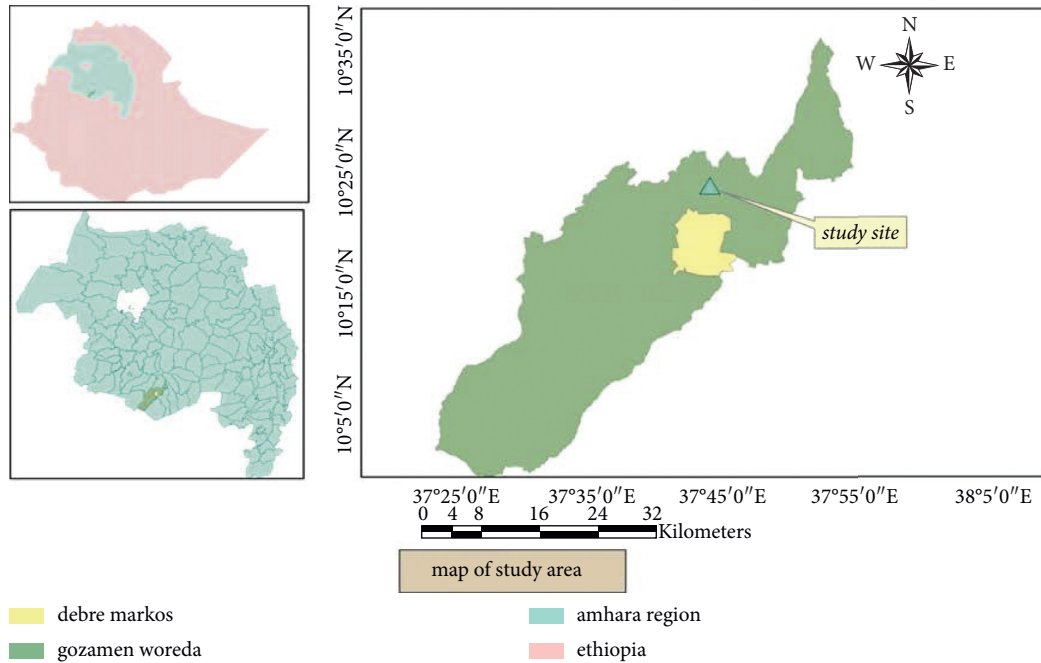 N
W E
S
study site
10°35′0″N
10°25′0″N
10°15′0″N
10°5′0″N
37°25′0″E 37°35′0″E 37°45′0″E 37°55′0″E 38°5′0″E
0 4 8 16 24 32
Kilometers
map of study area
debre markos
gozamen woreda
amhara region
ethiopia